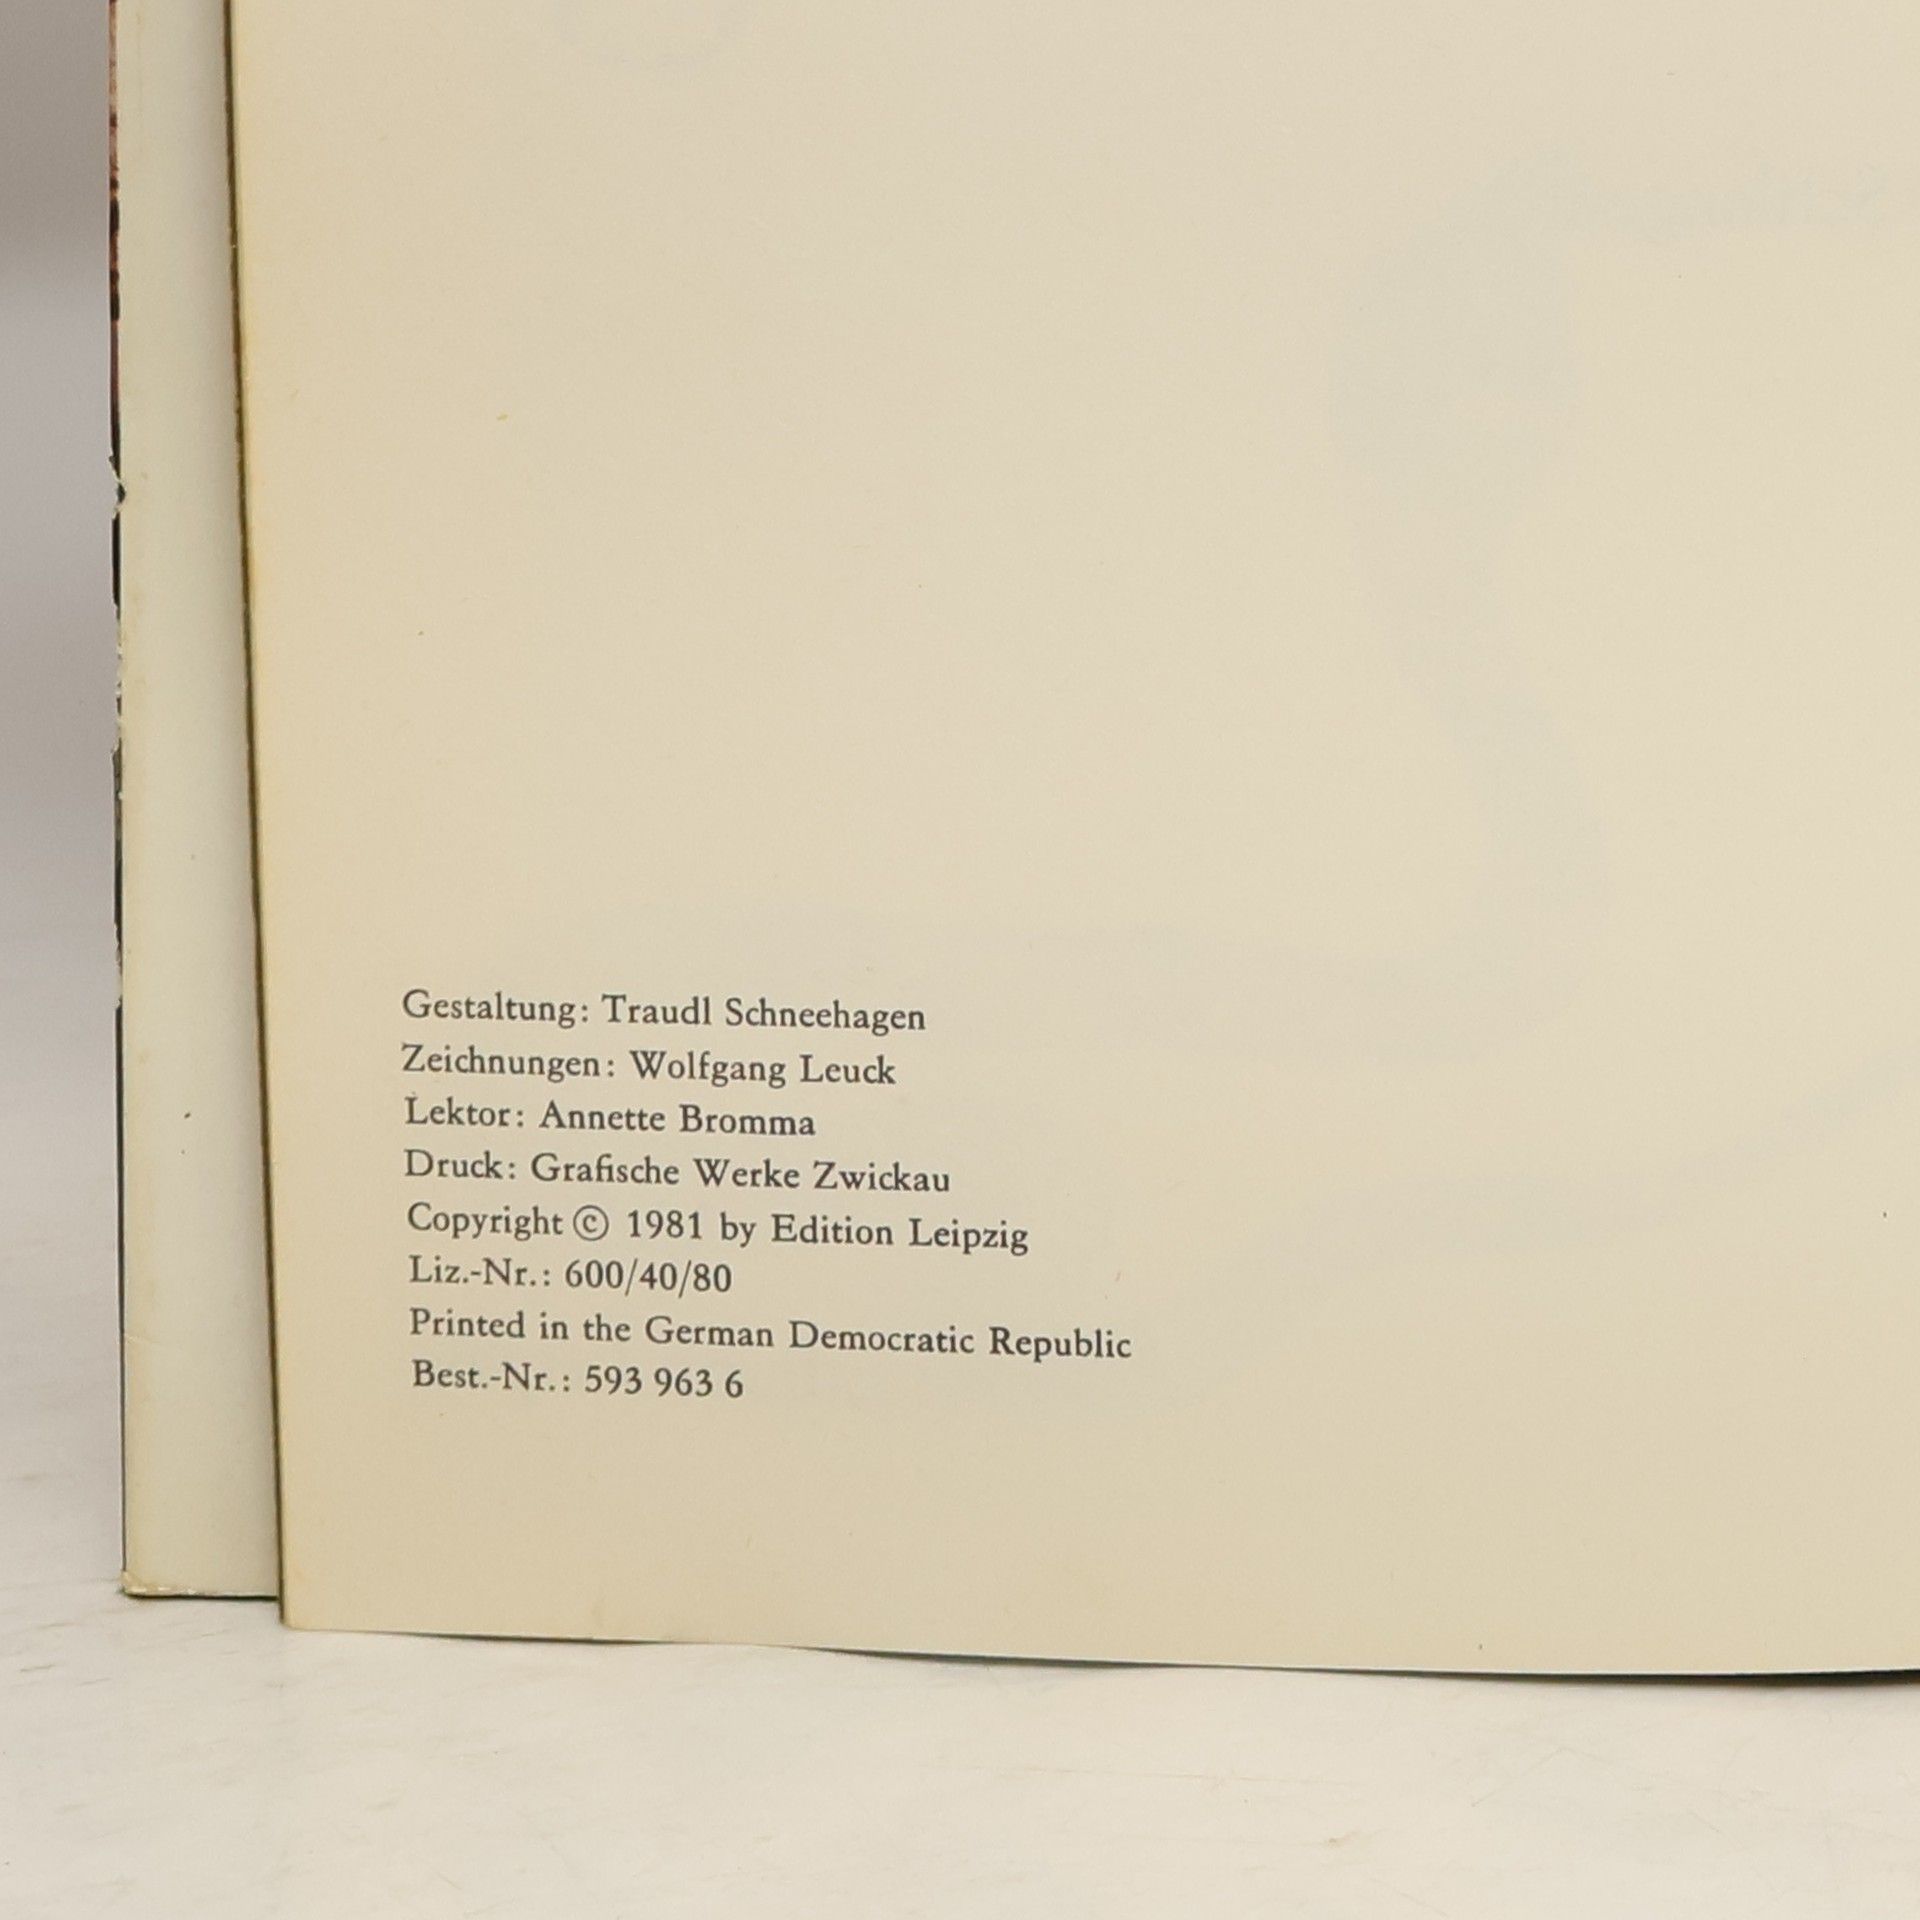 Gestaltung: Traudl Schneehagen
Zeichnungen: Wolfgang Leuck
Lektor: Annette Bromma
Druck: Grafische Werke Zwickau
Copyright © 1981 by Edition Leipzig
Liz.-Nr.: 600/40/80
Printed in the German Democratic Republic
Best.-Nr.: 593 963 6